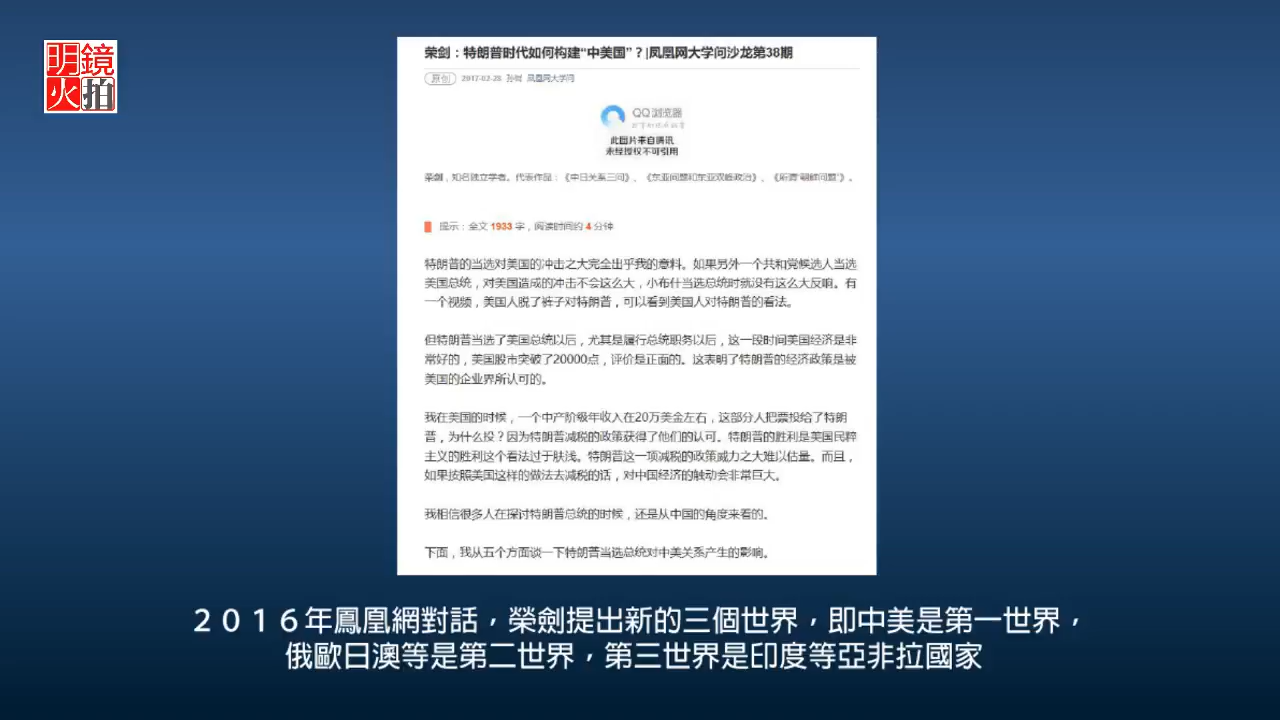 明鏡
火拍
荣剑：特朗普时代如何构建“中美国”？|凤凰网大学问沙龙第38期
原创 2017-02-28 孙树 凤凰网大学问
QQ浏览器
此图片来自腾讯
未经授权不可引用
荣剑，知名独立学者。代表作品：《中日关系三问》、《东亚问题和东亚双雄政治》、《所谓“朝鲜问题”》。
提示：全文 1933 字，阅读时间约 4 分钟
特朗普的当选对美国的冲击之大完全出乎我的意料。如果另外一个共和党候选人当选
美国总统，对美国造成的冲击不会这么大，小布什当选总统时就没有这么大反响。有
一个视频，美国人脱了裤子对特朗普，可以看到美国人对特朗普的看法。
但特朗普当选了美国总统以后，尤其是履行总统职务以后，这一段时间美国经济是非
常好的，美国股市突破了20000点，评价是正面的。这表明了特朗普的经济政策是被
美国的企业界所认可的。
我在美国的时候，一个中产阶级年收入在20万美金左右，这部分人把票投给了特朗
普，为什么投？因为特朗普减税的政策获得了他们的认可。特朗普的胜利是美国民粹
主义的胜利这个看法过于肤浅。特朗普这一项减税的政策威力之大难以估量。而且，
如果按照美国这样的做法去减税的话，对中国经济的触动会非常巨大。
我相信很多人在探讨特朗普总统的时候，还是从中国的角度来看的。
下面，我从五个方面谈一下特朗普当选总统对中美关系产生的影响。
２０１６年鳳凰網對話，榮劍提出新的三個世界，即中美是第一世界，
俄歐日澳等是第二世界，第三世界是印度等亞非拉國家